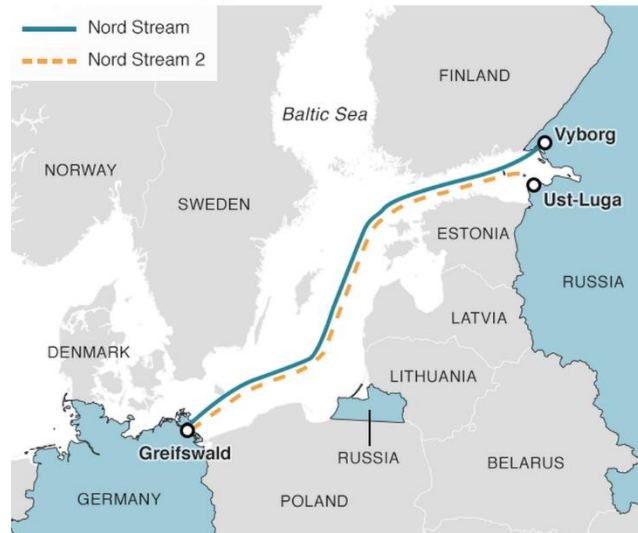 Nord Stream
Nord Stream 2
FINLAND
Baltic Sea
Vyborg
NORWAY
SWEDEN
Ust-Luga
ESTONIA
RUSSIA
LATVIA
DENMARK
LITHUANIA
Greifswald
RUSSIA
BELARUS
GERMANY
POLAND